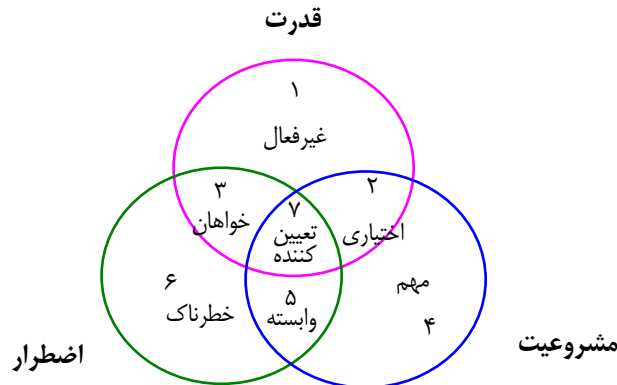 قدرت
۱
غیرفعال
۳
خواهان
۷
تعیین
کننده
۲
اختیاری
مهم
۴
۵
وابسته
۶
خطرناک
مشروعیت
اضطرار